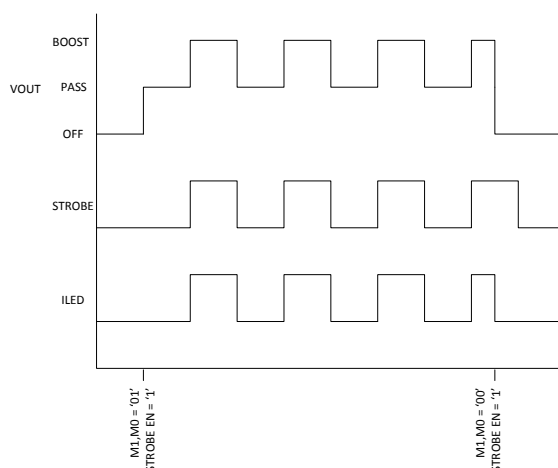 BOOST
VOUT
PASS
OFF
STROBE
ILED
M1,M0 = ‘01’
STROBE EN = ‘1’
M1,M0 = ‘00’
STROBE EN = ‘1’